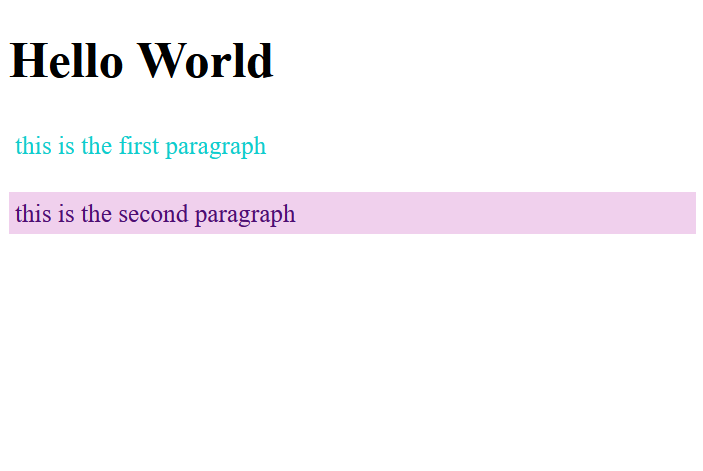 Hello World
this is the first paragraph
this is the second paragraph